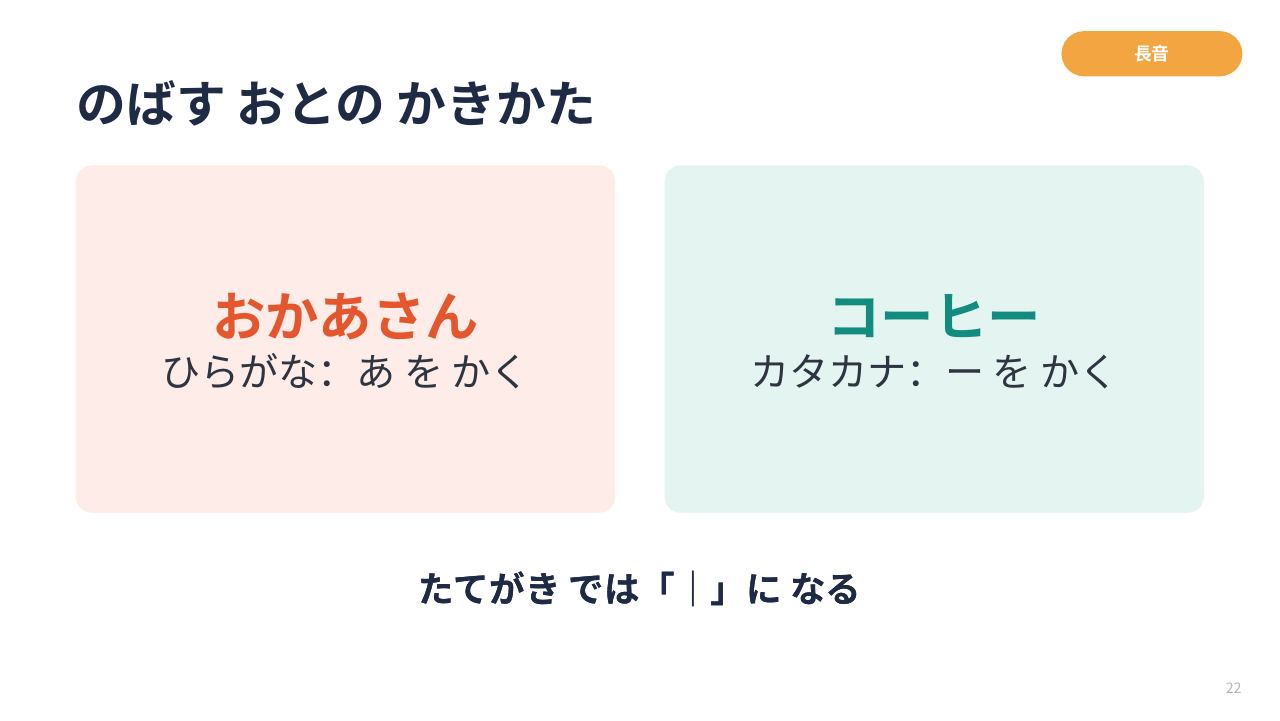 長音
のばす おとの かきかた
おかあさん
ひらがな： あ を かく
コーヒー
カタカナ： ー を かく
たてがき では「｜」に なる
22